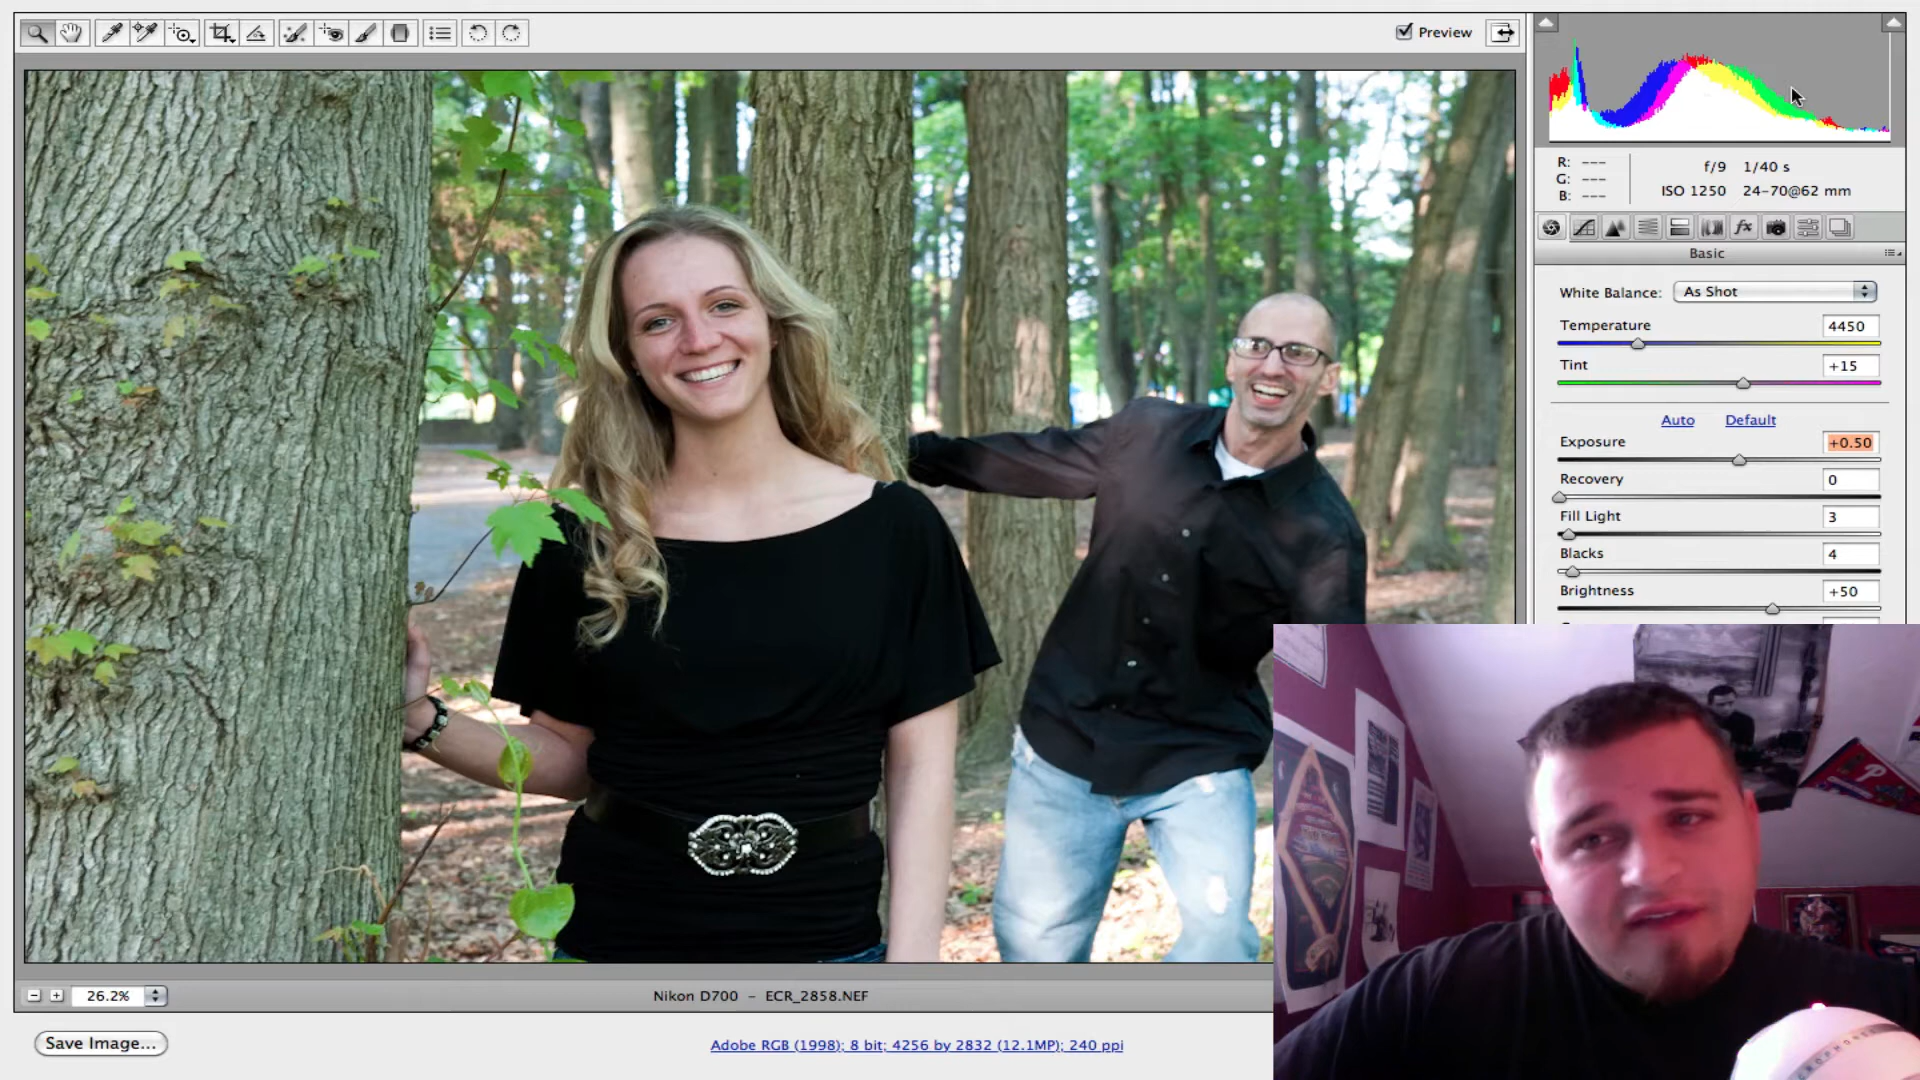 Preview
R: ---
G: ---
B: ---
f/9 1/40 s
ISO 1250 24-70@62 mm
fx
Basic
White Balance: As Shot
Temperature 4450
Tint +15
Auto Default
Exposure +0.50
Recovery 0
Fill Light 3
Blacks 4
Brightness +50
P
26.2%
Nikon D700 - ECR_2858.NEF
Save Image...
Adobe RGB (1998); 8 bit; 4256 by 2832 (12.1MP); 240 ppi